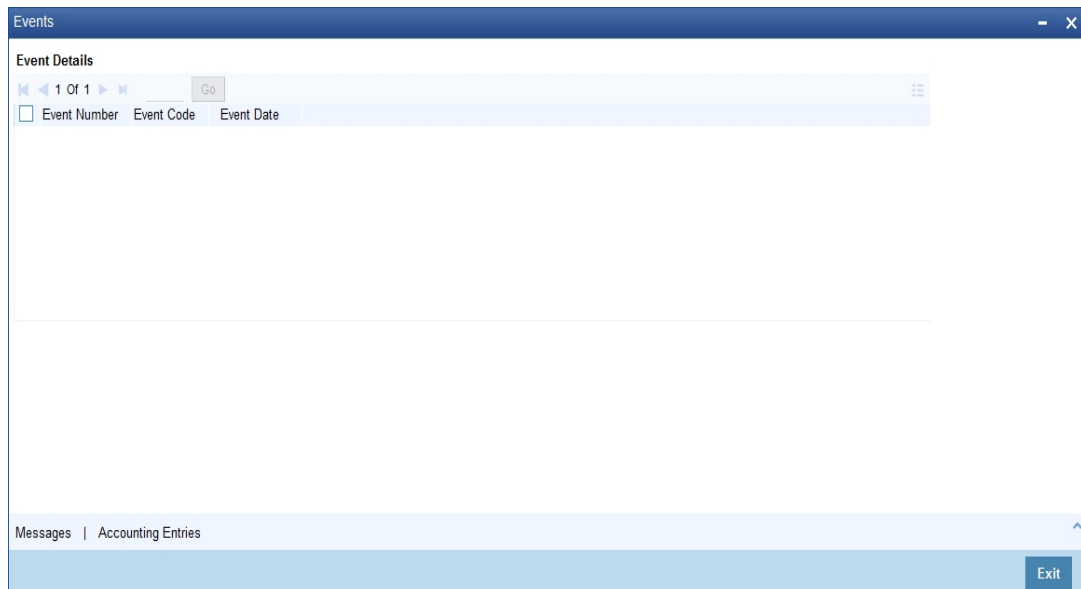 Events
Event Details
1 Of 1 Go
Event Number Event Code Event Date
Messages | Accounting Entries
Exit